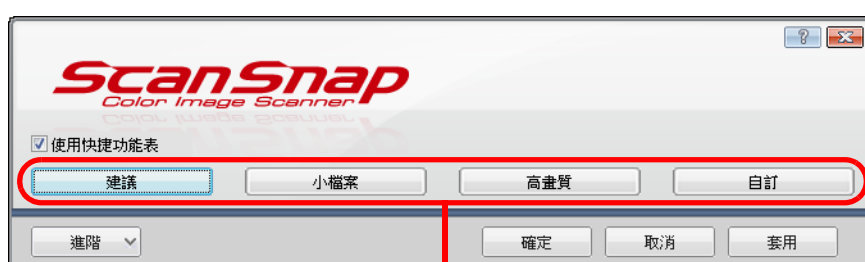 ScanSnap
Color Image Scanner
使用快捷功能表
建議 小檔案 高畫質 自訂
進階 確定 取消 套用